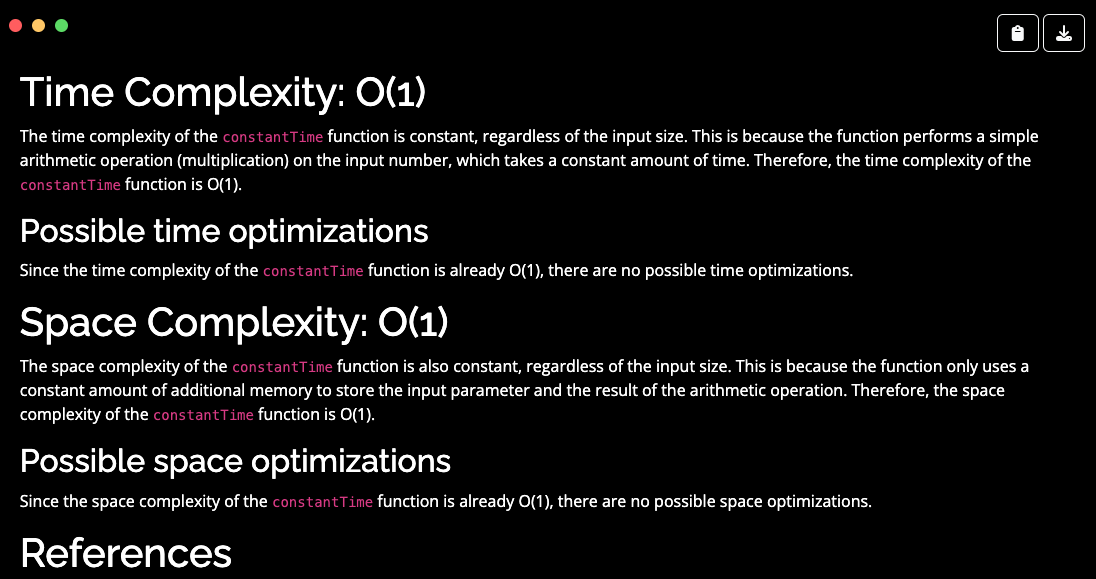 Time Complexity: O(1)
The time complexity of the constantTime function is constant, regardless of the input size. This is because the function performs a simple
arithmetic operation (multiplication) on the input number, which takes a constant amount of time. Therefore, the time complexity of the
constantTime function is O(1).
Possible time optimizations
Since the time complexity of the constantTime function is already O(1), there are no possible time optimizations.
Space Complexity: O(1)
The space complexity of the constantTime function is also constant, regardless of the input size. This is because the function only uses a
constant amount of additional memory to store the input parameter and the result of the arithmetic operation. Therefore, the space
complexity of the constantTime function is O(1).
Possible space optimizations
Since the space complexity of the constantTime function is already O(1), there are no possible space optimizations.
References